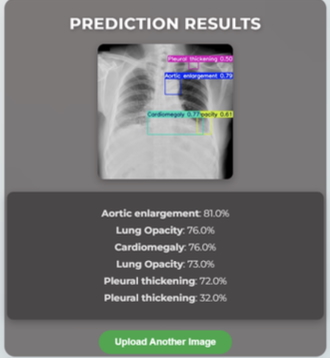 PREDICTION RESULTS
Pleural thickening 0.50
Aortic enlargement 0.79
Cardiomegaly 0.77
pacity 0.61
Aortic enlargement: 81.0%
Lung Opacity: 76.0%
Cardiomegaly: 76.0%
Lung Opacity: 73.0%
Pleural thickening: 72.0%
Pleural thickening: 32.0%
Upload Another Image